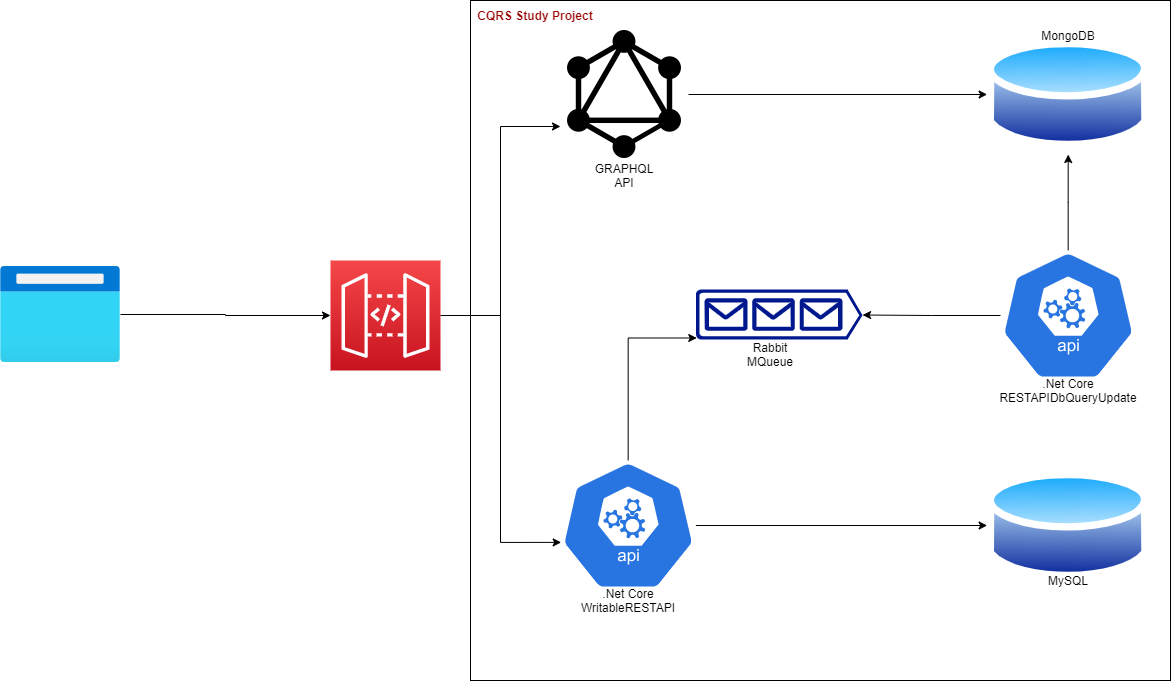 CQRS Study Project
MongoDB
GRAPHQL
API
</>
Rabbit
MQueue
api
.Net Core
RESTAPIDbQueryUpdate
api
.Net Core
WritableRESTAPI
MySQL